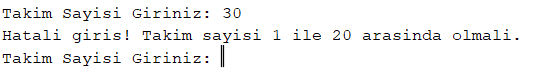 Takim Sayisi Giriniz: 30
Hatali giris! Takim sayisi 1 ile 20 arasinda olmali.
Takim Sayisi Giriniz: